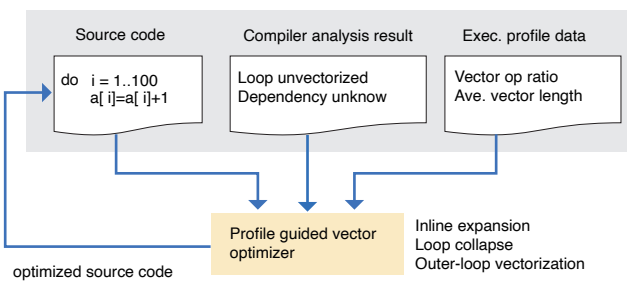 Source code
Compiler analysis result
Exec. profile data
do i = 1..100
a[ i]=a[ i]+1
Loop unvectorized
Dependency unknow
Vector op ratio
Ave. vector length
Profile guided vector
optimizer
Inline expansion
Loop collapse
Outer-loop vectorization
optimized source code